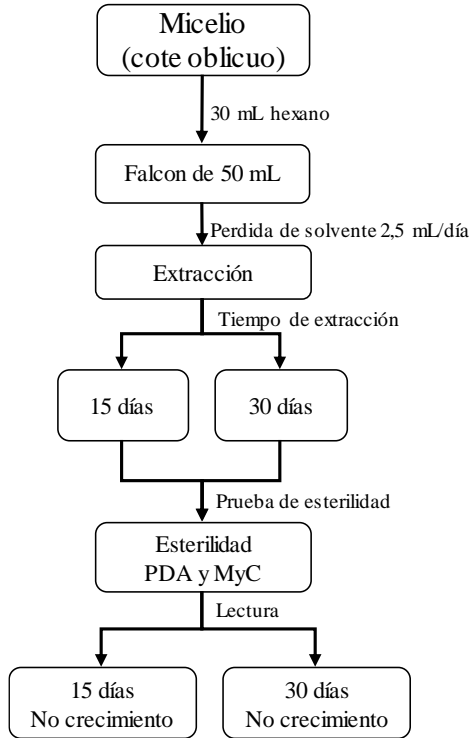 Micelio
(cote oblicuo)
30 mL hexano
Falcon de 50 mL
Perdida de solvente 2,5 mL/día
Extracción
Tiempo de extracción
15 días
30 días
Prueba de esterilidad
Esterilidad
PDA y MyC
Lectura
15 días
No crecimiento
30 días
No crecimiento